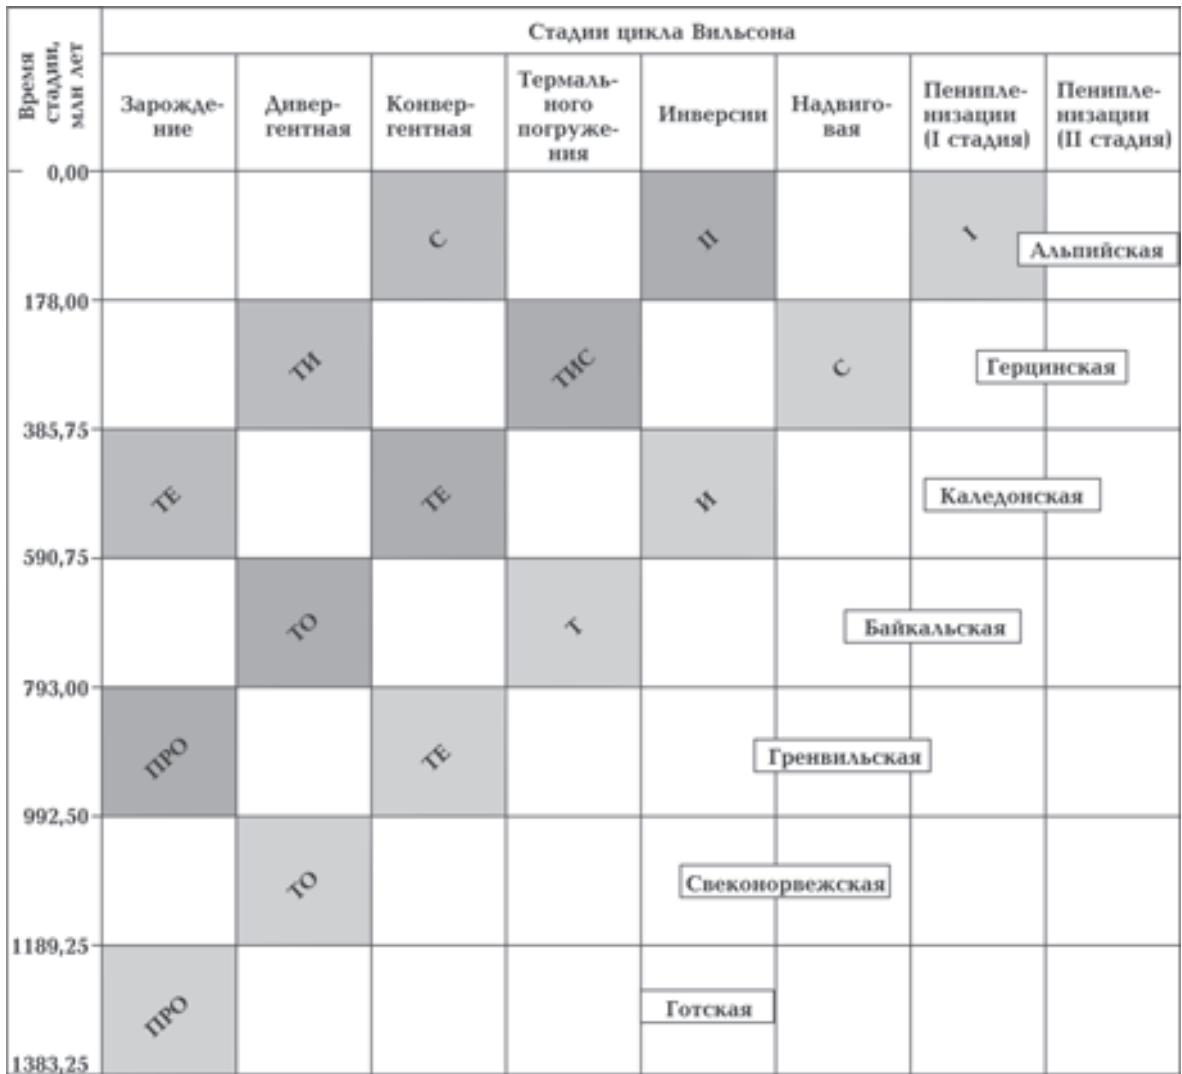 Время
стадии,
млн лет
Стадии цикла Вильсона
Зарожде-
ние
Дивер-
гентная
Конвер-
гентная
Термаль-
ного
погруже-
ния
Инверсии
Надвиго-
вая
Пенипле-
низации
(I стадия)
Пенипле-
низации
(II стадия)
0,00
С
II
I
Альпийская
178,00
ТИ
ТИС
С
Герцинская
385,75
ТЕ
ТЕ
И
Каледонская
590,75
ТО
Т
Байкальская
793,00
ПРО
ТЕ
Гренвильская
992,50
ТО
Свеконорвежская
1189,25
ПРО
Готская
1383,25